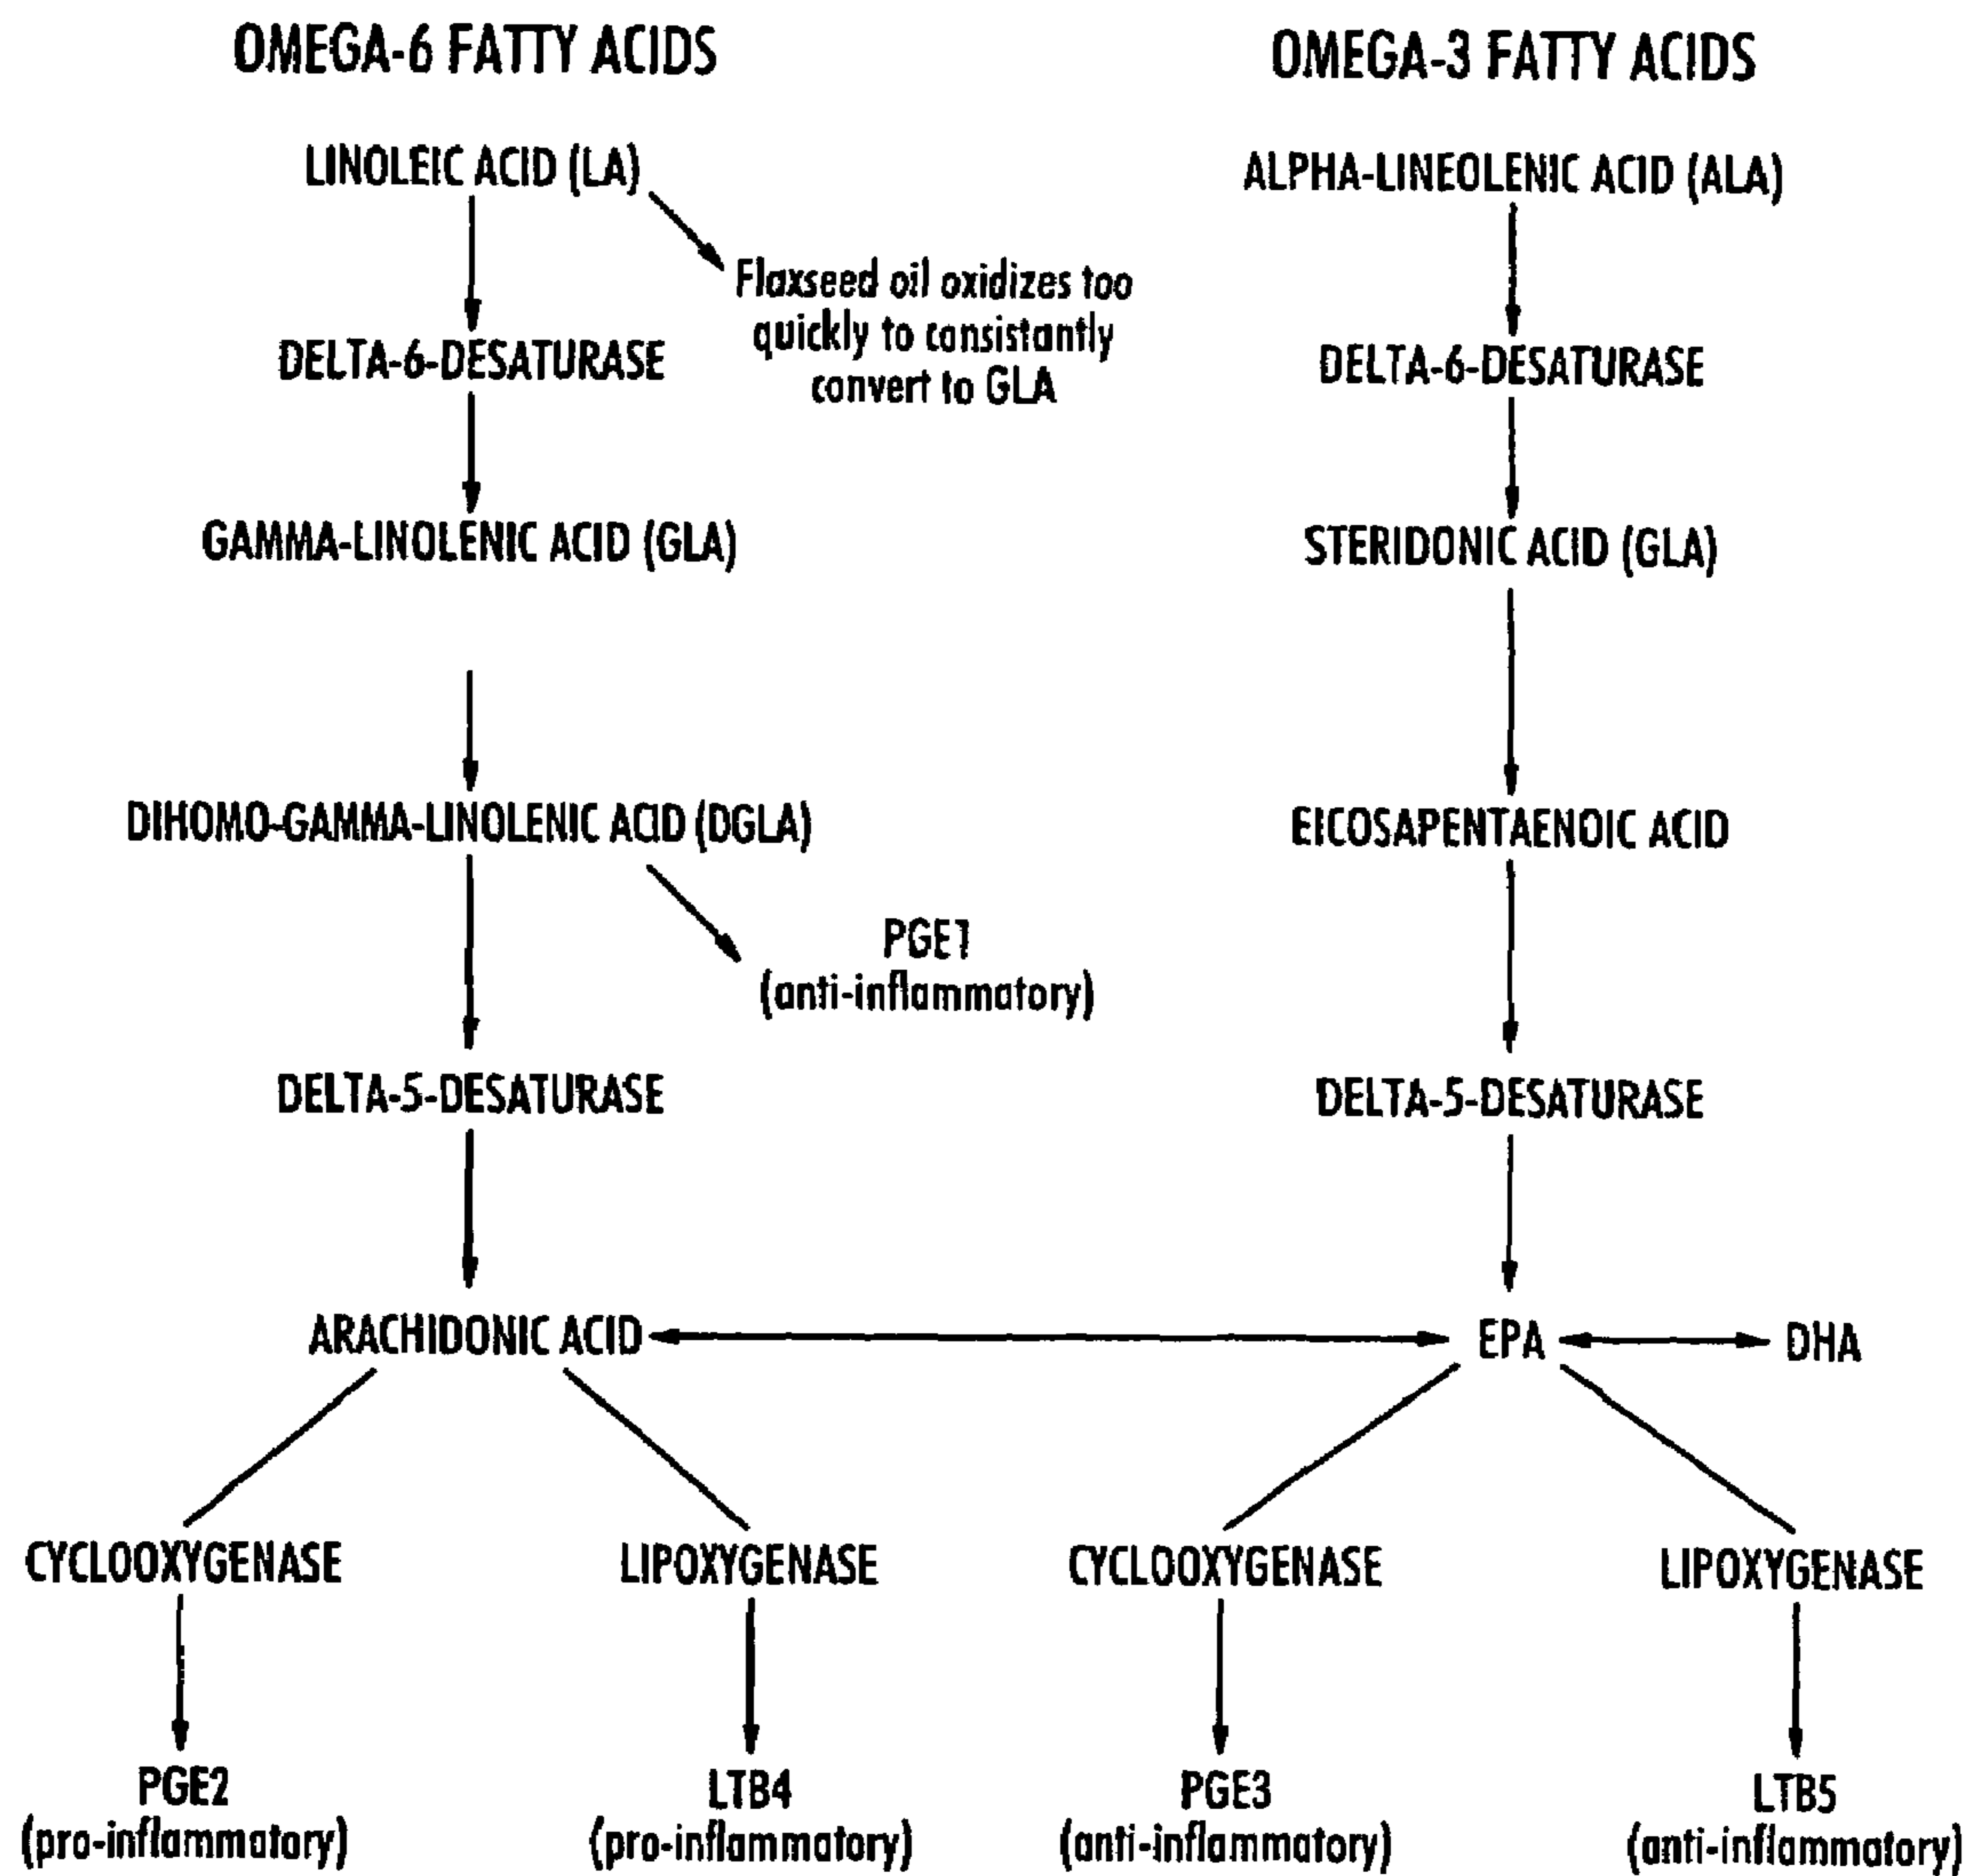 OMEGA-6 FATTY ACIDS
OMEGA-3 FATTY ACIDS
LINOLEIC ACID (LA)
ALPHA-LINEOLENIC ACID (ALA)
Flaxseed oil oxidizes too
quickly to consistantly
convert to GLA
DELTA-6-DESATURASE
DELTA-6-DESATURASE
GAMMA-LINOLENIC ACID (GLA)
STERIDONIC ACID (GLA)
DIHOMO-GAMMA-LINOLENIC ACID (DGLA)
EICOSAPENTAENOIC ACID
PGE1
(anti-inflammatory)
DELTA-5-DESATURASE
DELTA-5-DESATURASE
ARACHIDONIC ACID
EPA
DHA
CYCLOOXYGENASE
LIPOXYGENASE
CYCLOOXYGENASE
LIPOXYGENASE
PGE2
(pro-inflammatory)
LTB4
(pro-inflammatory)
PGE3
(anti-inflammatory)
LTB5
(anti-inflammatory)